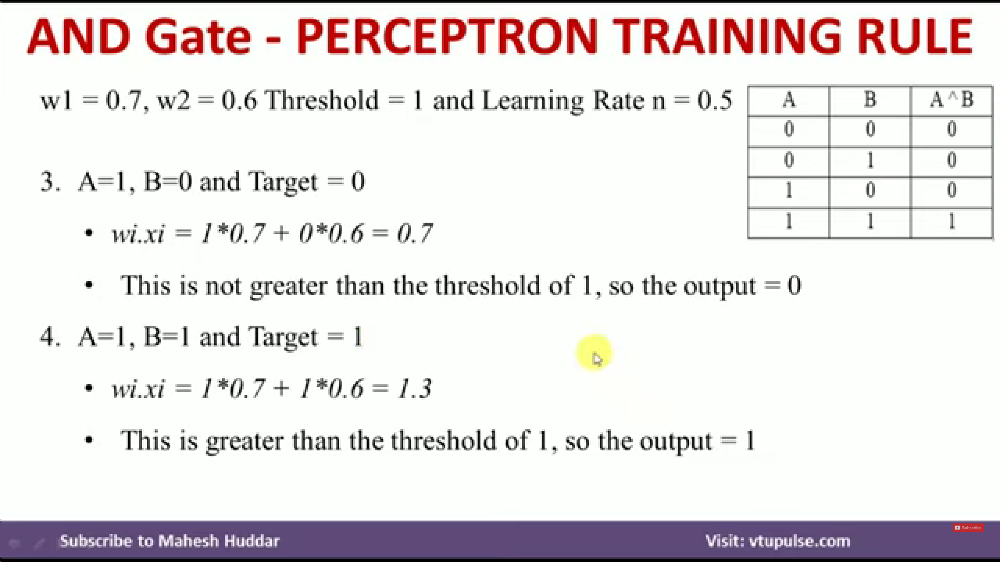 AND Gate - PERCEPTRON TRAINING RULE
w1 = 0.7, w2 = 0.6 Threshold = 1 and Learning Rate n = 0.5
A B A ^ B
0 0 0
0 1 0
1 0 0
1 1 1
3. A=1, B=0 and Target = 0
• wi.xi = 1*0.7 + 0*0.6 = 0.7
• This is not greater than the threshold of 1, so the output = 0
4. A=1, B=1 and Target = 1
• wi.xi = 1*0.7 + 1*0.6 = 1.3
• This is greater than the threshold of 1, so the output = 1
Subscribe
Subscribe to Mahesh Huddar
Visit: vtupulse.com